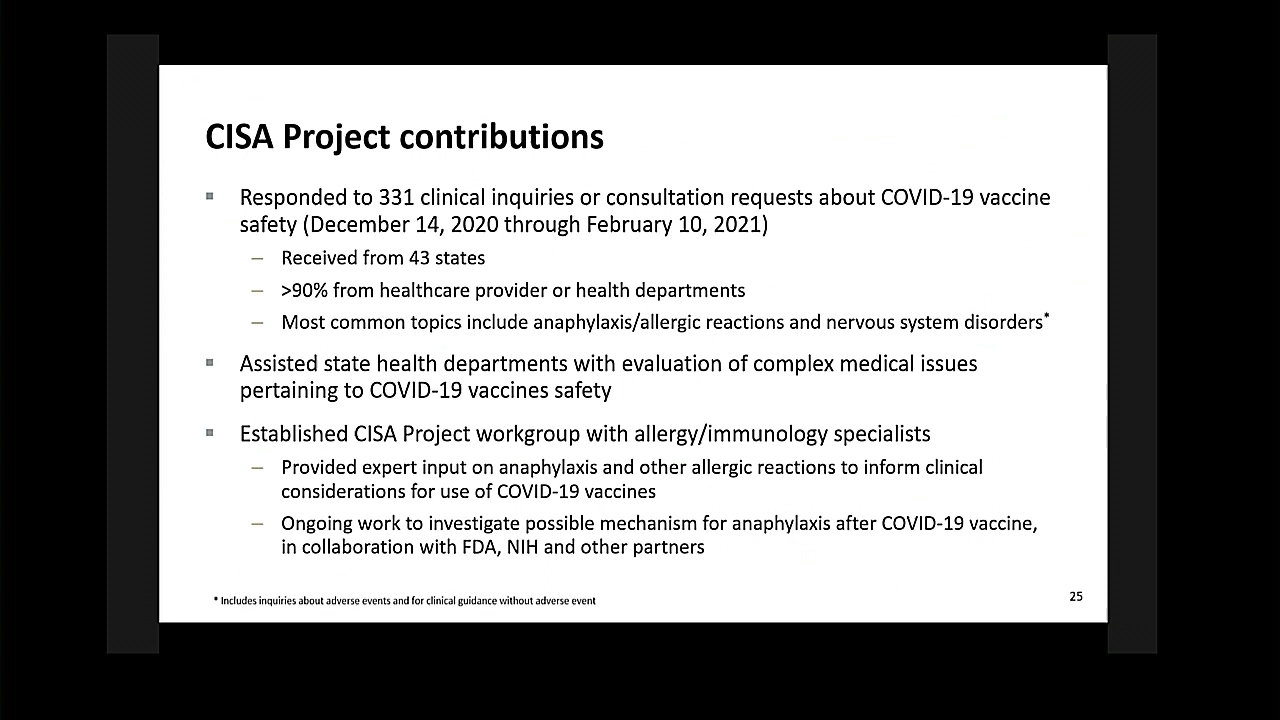 CISA Project contributions
Responded to 331 clinical inquiries or consultation requests about COVID-19 vaccine
safety (December 14, 2020 through February 10, 2021)
– Received from 43 states
– >90% from healthcare provider or health departments
– Most common topics include anaphylaxis/allergic reactions and nervous system disorders*
Assisted state health departments with evaluation of complex medical issues
pertaining to COVID-19 vaccines safety
Established CISA Project workgroup with allergy/immunology specialists
– Provided expert input on anaphylaxis and other allergic reactions to inform clinical
considerations for use of COVID-19 vaccines
– Ongoing work to investigate possible mechanism for anaphylaxis after COVID-19 vaccine,
in collaboration with FDA, NIH and other partners
* Includes inquiries about adverse events and for clinical guidance without adverse event
25